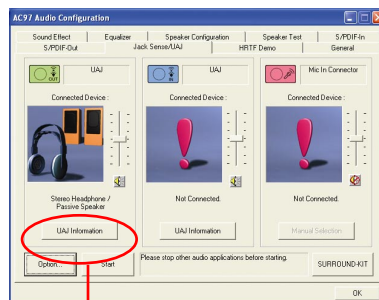 AC97 Audio Configuration
Sound Effect Equalizer Speaker Configuration Speaker Test S/PDIF-In
S/PDIF-Out Jack Sense/UAJ HRTF Demo General
OUT UAJ IN UAJ Mic In Connector
Connected Device : Connected Device : Connected Device :
Stereo Headphone / Not Connected. Not Connected.
Passive Speaker
UAJ Information UAJ Information Manual Selection
Option... Start Please stop other audio applications before starting. SURROUND-KIT
OK